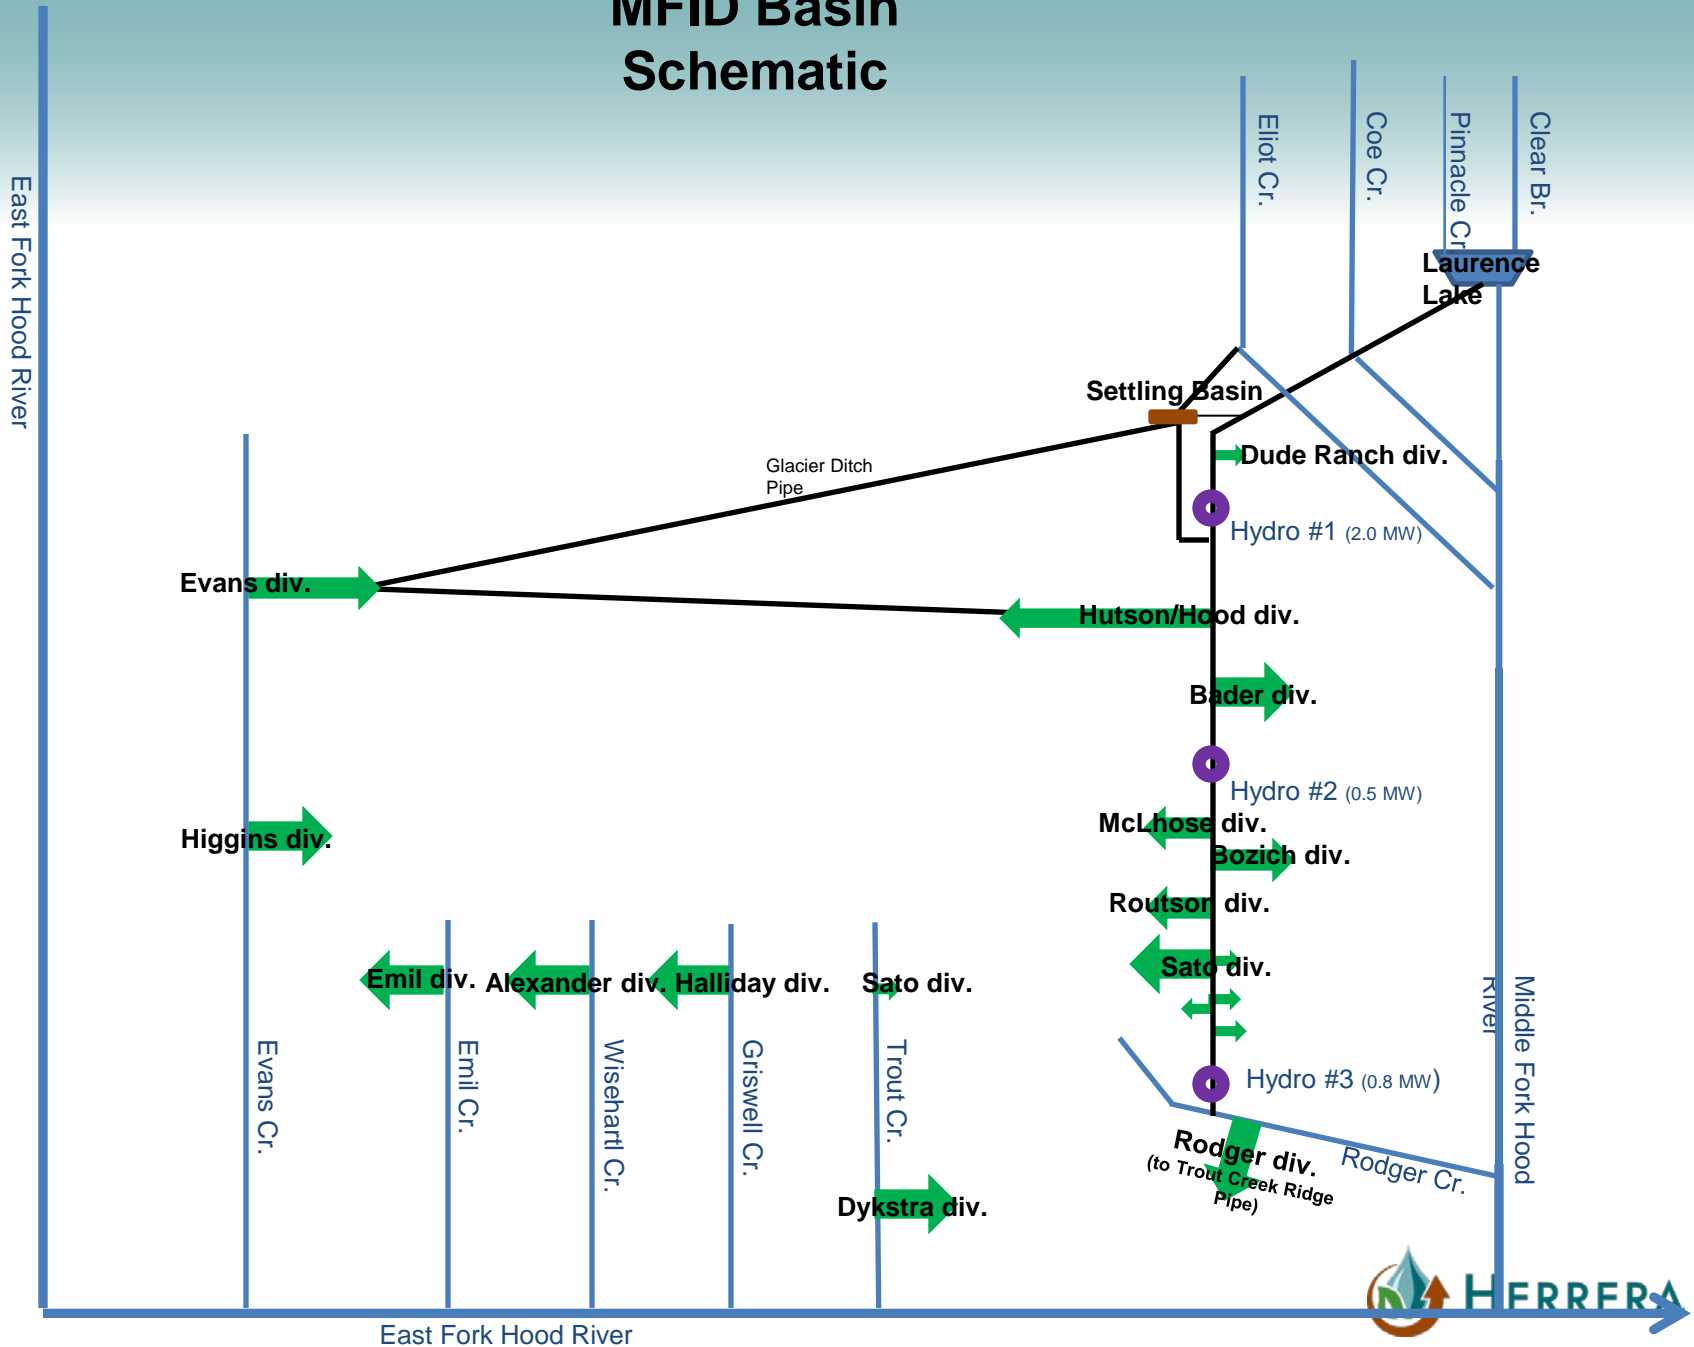 MFID Basin
Schematic
Eliot Cr.
Coe Cr.
Pinnacle Cr.
Clear Br.
East Fork Hood River
Laurence
Lake
Settling Basin
Dude Ranch div.
Glacier Ditch
Pipe
Hydro #1 (2.0 MW)
Evans div.
Hutson/Hood div.
Bader div.
Hydro #2 (0.5 MW)
McLhose div.
Higgins div.
Bozich div.
Routson div.
Emil div.
Alexander div.
Halliday div.
Sato div.
Sato div.
Middle Fork Hood
River
Evans Cr.
Emil Cr.
Wisehartl Cr.
Griswell Cr.
Trout Cr.
Hydro #3 (0.8 MW)
Rodger div.
(to Trout Creek Ridge
Pipe)
Rodger Cr.
Dykstra div.
HERRERA
East Fork Hood River